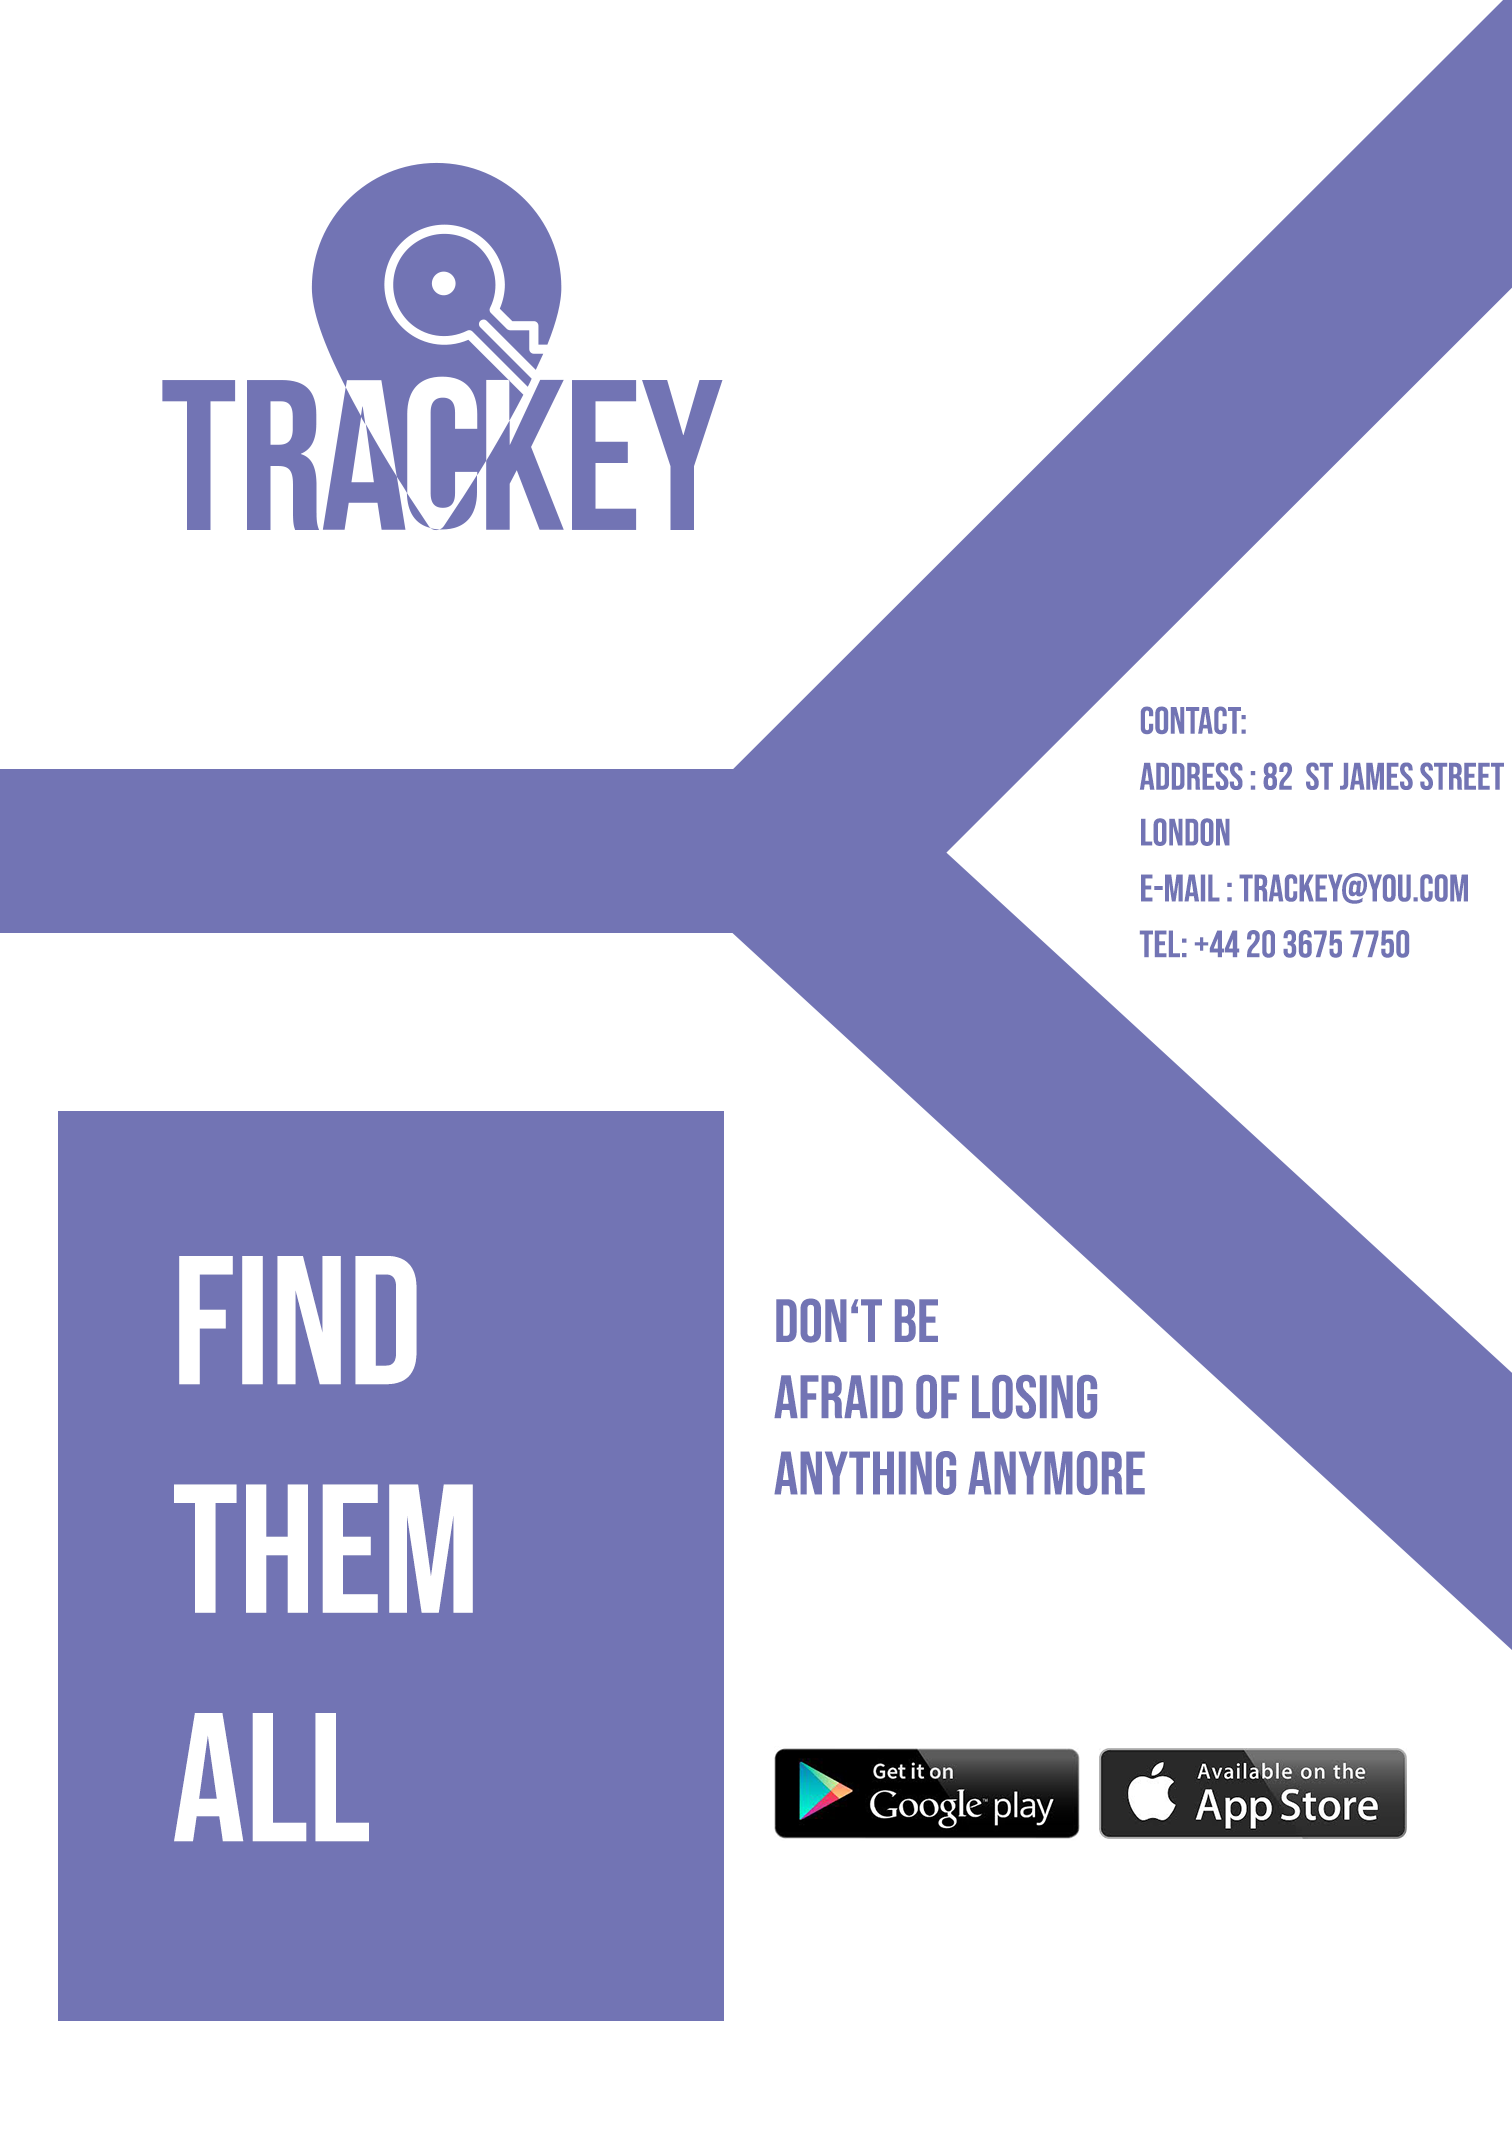 TRACKEY
CONTACT:
ADDRESS : 82  ST JAMES STREET
LONDON
E-MAIL : TRACKEY@YOU.COM
TEL: +44 20 3675 7750
FIND
THEM
ALL
DON‘T BE
AFRAID OF LOSING
ANYTHING ANYMORE
Get it on
Google play
Available on the
App Store